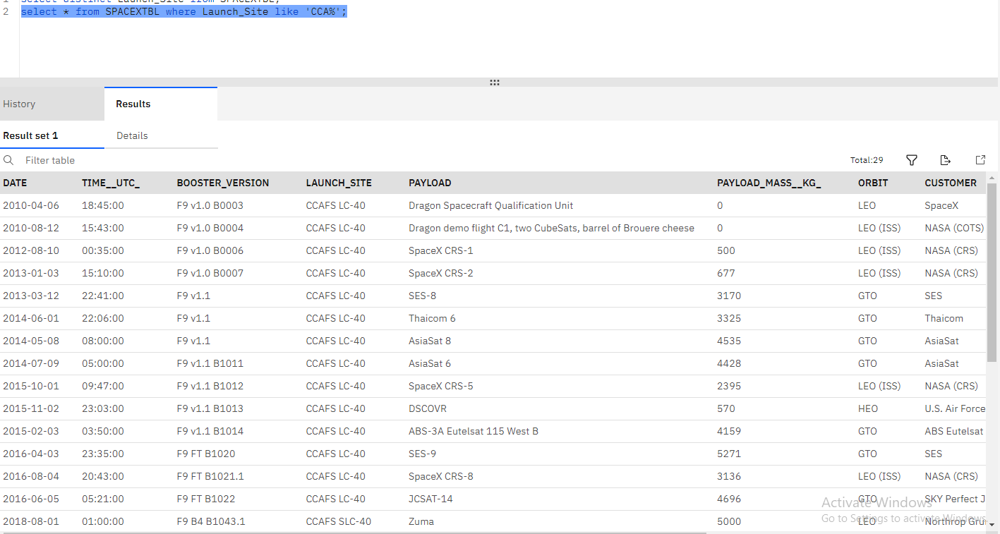 1 select distinct Launch_Site from SPACEXTBL;
2 select * from SPACEXTBL where Launch_Site like 'CCA%';
History Results
Result set 1 Details
Filter table Total:29
DATE TIME__UTC_ BOOSTER_VERSION LAUNCH_SITE PAYLOAD PAYLOAD_MASS__KG_ ORBIT CUSTOMER
2010-04-06 18:45:00 F9 v1.0 B0003 CCAFS LC-40 Dragon Spacecraft Qualification Unit 0 LEO SpaceX
2010-08-12 15:43:00 F9 v1.0 B0004 CCAFS LC-40 Dragon demo flight C1, two CubeSats, barrel of Brouere cheese 0 LEO (ISS) NASA (COTS)
2012-08-10 00:35:00 F9 v1.0 B0006 CCAFS LC-40 SpaceX CRS-1 500 LEO (ISS) NASA (CRS)
2013-01-03 15:10:00 F9 v1.0 B0007 CCAFS LC-40 SpaceX CRS-2 677 LEO (ISS) NASA (CRS)
2013-03-12 22:41:00 F9 v1.1 CCAFS LC-40 SES-8 3170 GTO SES
2014-06-01 22:06:00 F9 v1.1 CCAFS LC-40 Thaicom 6 3325 GTO Thaicom
2014-05-08 08:00:00 F9 v1.1 CCAFS LC-40 AsiaSat 8 4535 GTO AsiaSat
2014-07-09 05:00:00 F9 v1.1 B1011 CCAFS LC-40 AsiaSat 6 4428 GTO AsiaSat
2015-10-01 09:47:00 F9 v1.1 B1012 CCAFS LC-40 SpaceX CRS-5 2395 LEO (ISS) NASA (CRS)
2015-11-02 23:03:00 F9 v1.1 B1013 CCAFS LC-40 DSCOVR 570 HEO U.S. Air Force
2015-02-03 03:50:00 F9 v1.1 B1014 CCAFS LC-40 ABS-3A Eutelsat 115 West B 4159 GTO ABS Eutelsat
2016-04-03 23:35:00 F9 FT B1020 CCAFS LC-40 SES-9 5271 GTO SES
2016-08-04 20:43:00 F9 FT B1021.1 CCAFS LC-40 SpaceX CRS-8 3136 LEO (ISS) NASA (CRS)
2016-06-05 05:21:00 F9 FT B1022 CCAFS LC-40 JCSAT-14 4696 GTO SKY Perfect J
Activate Windows
2018-08-01 01:00:00 F9 B4 B1043.1 CCAFS SLC-40 Zuma 5000 LEO Northrop Gru
Go to Settings to activate Windows.